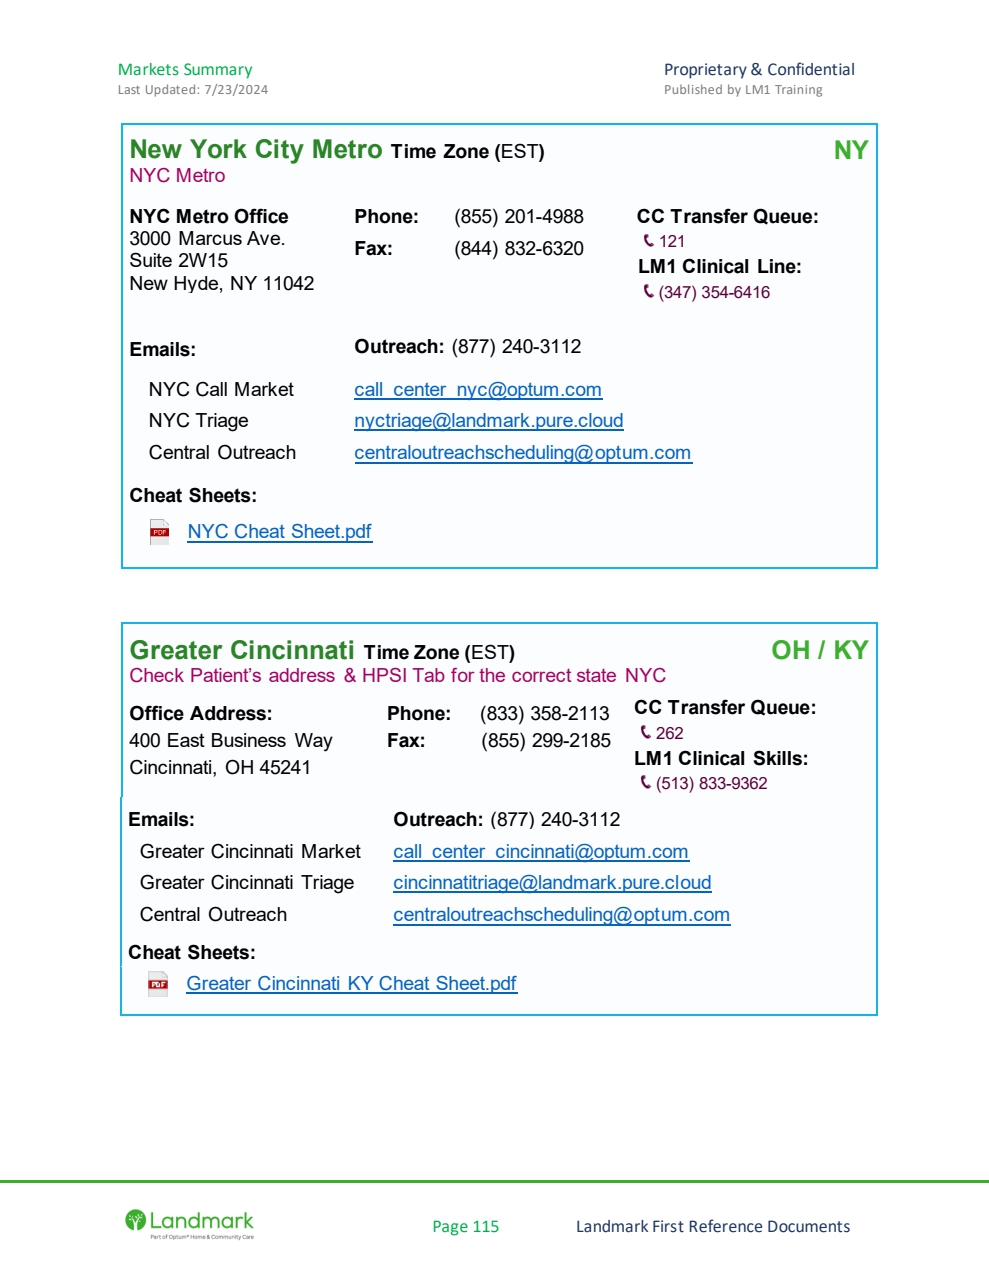 Markets Summary
Proprietary & Confidential
Last Updated: 7/23/2024
Published by LM1 Training
New York City Metro Time Zone (EST)
NY
NYC Metro
NYC Metro Office
3000 Marcus Ave.
Suite 2W15
New Hyde, NY 11042
Phone: (855) 201-4988
Fax: (844) 832-6320
CC Transfer Queue:
121
LM1 Clinical Line:
(347) 354-6416
Emails:
Outreach: (877) 240-3112
NYC Call Market call_center_nyc@optum.com
NYC Triage nyctriage@landmark.pure.cloud
Central Outreach centraloutreachscheduling@optum.com
Cheat Sheets:
PDF NYC Cheat Sheet.pdf
Greater Cincinnati Time Zone (EST)
OH / KY
Check Patient's address & HPSI Tab for the correct state NYC
Office Address:
400 East Business Way
Cincinnati, OH 45241
Phone: (833) 358-2113
Fax: (855) 299-2185
CC Transfer Queue:
262
LM1 Clinical Skills:
(513) 833-9362
Emails:
Outreach: (877) 240-3112
Greater Cincinnati Market call_center_cincinnati@optum.com
Greater Cincinnati Triage cincinnatitriage@landmark.pure.cloud
Central Outreach centraloutreachscheduling@optum.com
Cheat Sheets:
PDF Greater Cincinnati KY Cheat Sheet.pdf
Landmark
Part of Optum® Home & Community Care
Page 115
Landmark First Reference Documents